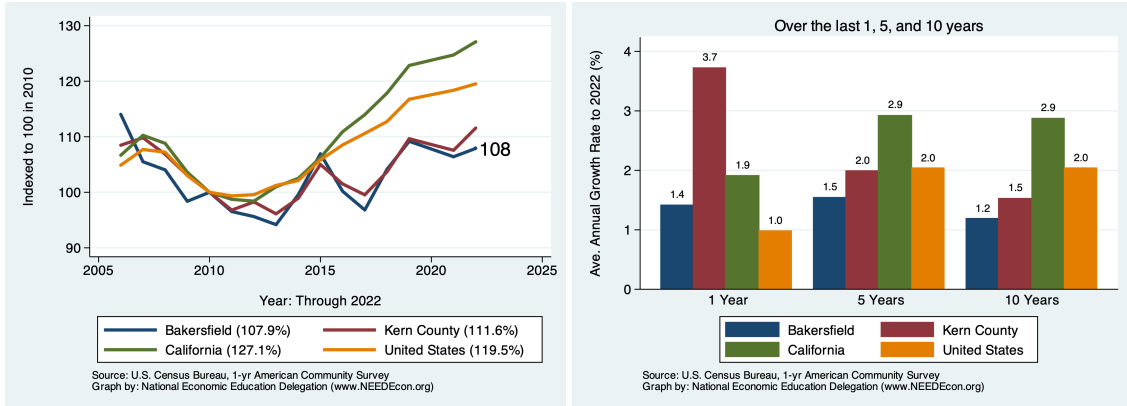 130
120
110
100
90
Indexed to 100 in 2010
108
2005
2010
2015
2020
2025
Year: Through 2022
Bakersfield (107.9%)
Kern County (111.6%)
California (127.1%)
United States (119.5%)
Source: U.S. Census Bureau, 1-yr American Community Survey
Graph by: National Economic Education Delegation (www.NEEDEcon.org)
Over the last 1, 5, and 10 years
Ave. Annual Growth Rate to 2022 (%)
4
3
2
1
0
1.4
3.7
1.9
1.0
1.5
2.0
2.9
2.0
1.2
1.5
2.9
2.0
1 Year
5 Years
10 Years
Bakersfield
Kern County
California
United States
Source: U.S. Census Bureau, 1-yr American Community Survey
Graph by: National Economic Education Delegation (www.NEEDEcon.org)